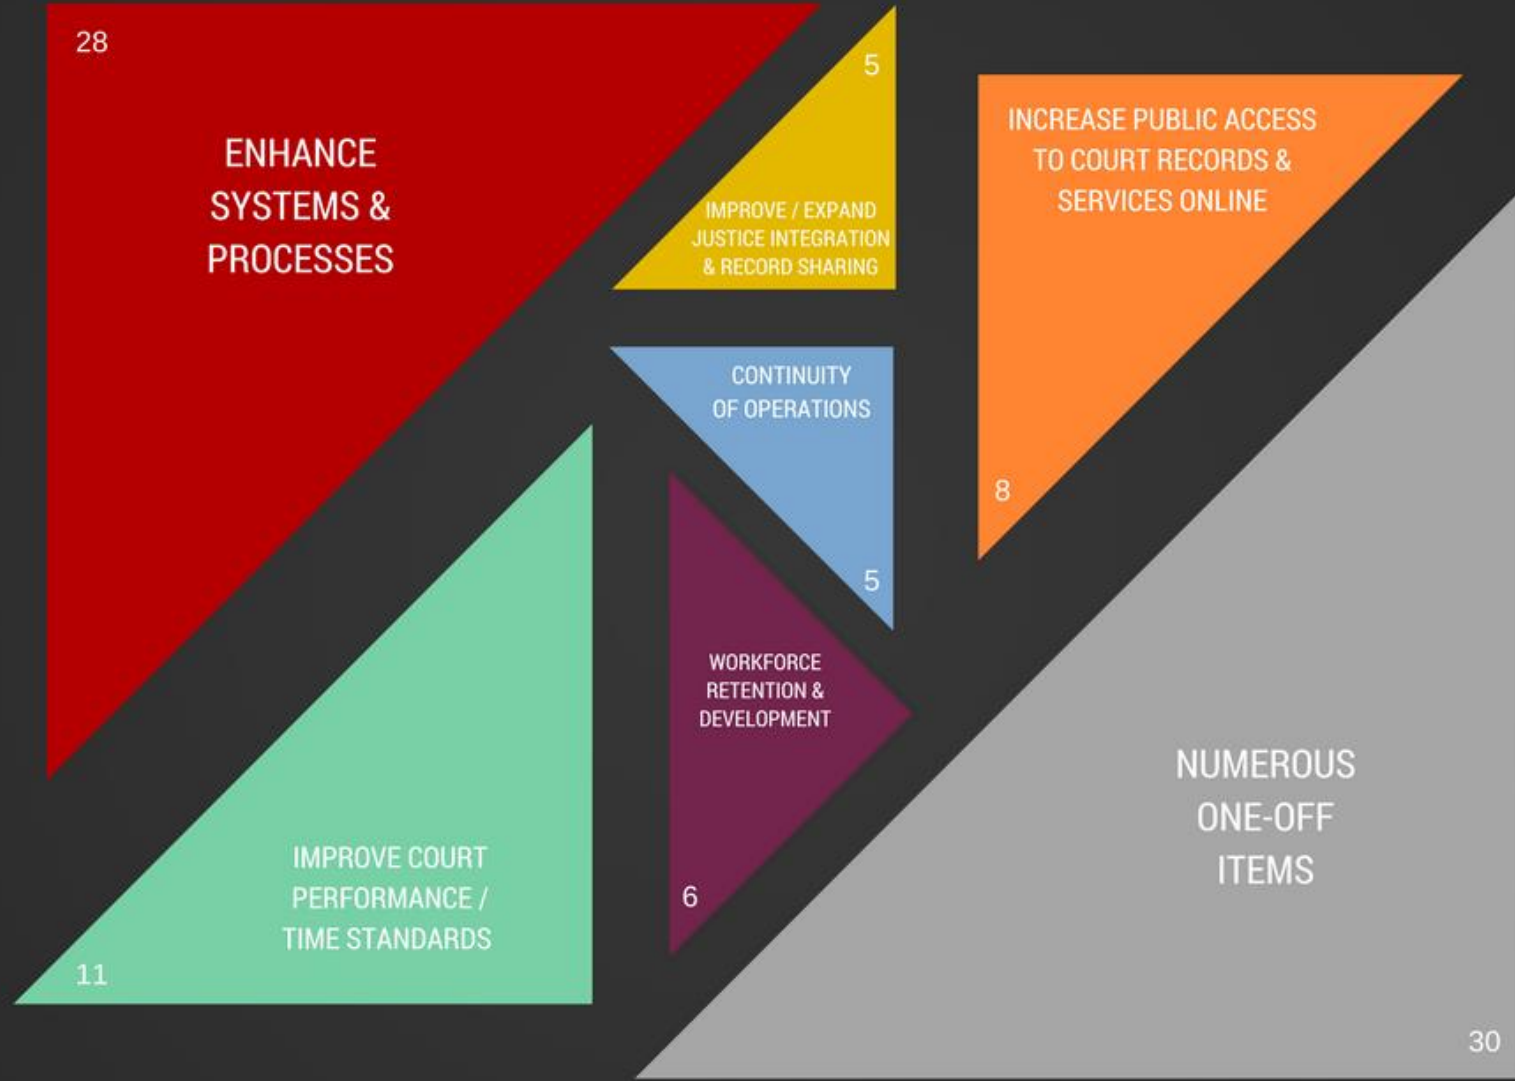 28
ENHANCE
SYSTEMS &
PROCESSES
5
IMPROVE / EXPAND
JUSTICE INTEGRATION
& RECORD SHARING
INCREASE PUBLIC ACCESS
TO COURT RECORDS &
SERVICES ONLINE
8
CONTINUITY
OF OPERATIONS
5
WORKFORCE
RETENTION &
DEVELOPMENT
6
IMPROVE COURT
PERFORMANCE /
TIME STANDARDS
11
NUMEROUS
ONE-OFF
ITEMS
30